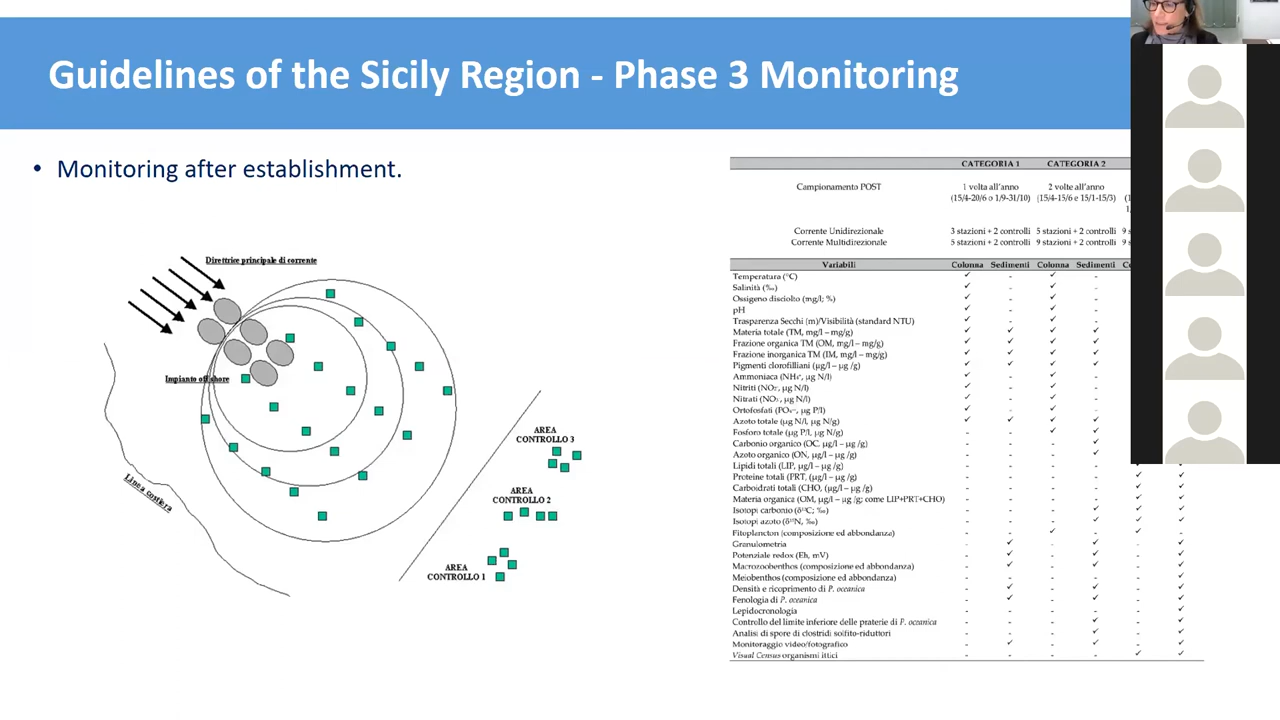 Guidelines of the Sicily Region - Phase 3 Monitoring
• Monitoring after establishment.
Direttrice principale di corrente
Impianto offshore
Linea costiera
AREA
CONTROLLO 3
AREA
CONTROLLO 2
AREA
CONTROLLO 1
CATEGORIA 1 CATEGORIA 2
Campionamento POST 1 volta all'anno 2 volte all'anno
(15/4-20/6 o 1/9-31/10) (15/4-15/6 e 15/1-15/3)
Corrente Unidirezionale 3 stazioni + 2 controlli 5 stazioni + 2 controlli 9 s
Corrente Multidirezionale 5 stazioni + 2 controlli 9 stazioni + 2 controlli 9 s
Variabili Colonna Sedimenti Colonna Sedimenti
Temperatura (°C) ✓ - ✓ -
Salinità (‰) ✓ - ✓ -
Ossigeno disciolto (mg/l; %) ✓ - ✓ -
pH ✓ - ✓ -
Trasparenza Secchi (m)/Visibilità (standard NTU) ✓ - ✓ -
Materia totale (TM, mg/l – mg/g) ✓ ✓ ✓ ✓
Frazione organica TM (OM, mg/l – mg/g) ✓ ✓ ✓ ✓
Frazione inorganica TM (IM, mg/l – mg/g) ✓ ✓ ✓ ✓
Pigmenti clorofilliani (µg/l – µg /g) ✓ ✓ ✓ ✓
Ammoniaca (NH₄⁺, µg N/l) ✓ - ✓ -
Nitriti (NO₂⁻, µg N/l) ✓ - ✓ -
Nitrati (NO₃⁻, µg N/l) ✓ - ✓ -
Ortofosfati (PO₄³⁻, µg P/l) ✓ - ✓ -
Azoto totale (µg N/l, µg N/g) ✓ ✓ ✓ ✓
Fosforo totale (µg P/l, µg N/g) - - ✓ ✓
Carbonio organico (OC, µg/l – µg /g) - - - ✓
Azoto organico (ON, µg/l – µg /g) - - - ✓
Lipidi totali (LIP, µg/l – µg /g) - - - - ✓ ✓
Proteine totali (PRT, (µg/l – µg /g) - - - - ✓ ✓
Carboidrati totali (CHO, (µg/l – µg /g) - - - - ✓ ✓
Materia organica (OM, µg/l – µg /g; come LIP+PRT+CHO) - - - - ✓ ✓
Isotopi carbonio (δ¹³C; ‰) - - - ✓ ✓ ✓
Isotopi azoto (δ¹⁵N, ‰) - - - ✓ ✓ ✓
Fitoplancton (composizione ed abbondanza) - - ✓ - ✓ -
Granulometria - ✓ - ✓ - ✓
Potenziale redox (Eh, mV) - ✓ - ✓ - ✓
Macrozoobenthos (composizione ed abbondanza) - ✓ - ✓ - ✓
Meiobenthos (composizione ed abbondanza) - - - - - ✓
Densità e ricoprimento di P. oceanica - ✓ - ✓ - ✓
Fenologia di P. oceanica - ✓ - ✓ - ✓
Lepidocronologia - - - - - ✓
Controllo del limite inferiore delle praterie di P. oceanica - - - ✓ - ✓
Analisi di spore di clostridi solfito-riduttori - - - ✓ - ✓
Monitoraggio video/fotografico - ✓ - ✓ - ✓
Visual Census organismi ittici - - - - ✓ ✓